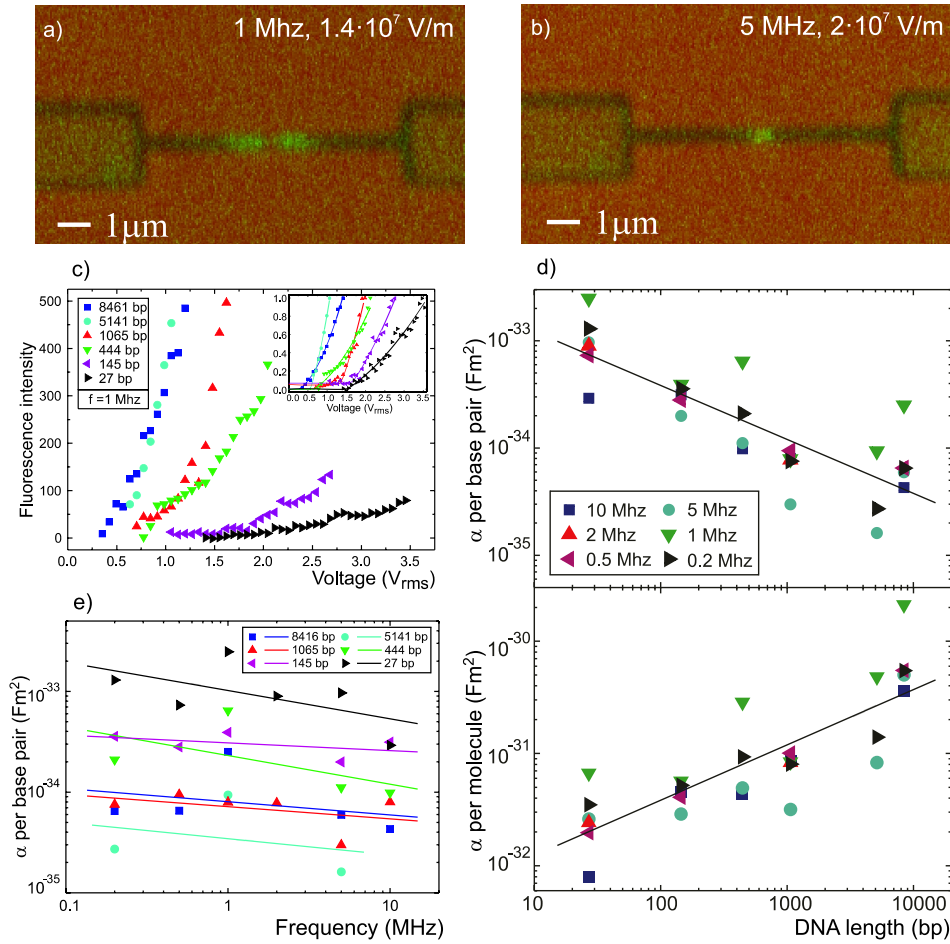 a)
1 Mhz, 1.4·10⁷ V/m
1μm
b)
5 MHz, 2·10⁷ V/m
1μm
c)
Fluorescence intensity
500
400
300
200
100
0
8461 bp
5141 bp
1065 bp
444 bp
145 bp
27 bp
f =1 Mhz
1.0
0.8
0.6
0.4
0.2
0.0
0.0 0.5 1.0 1.5 2.0 2.5 3.0 3.5
Voltage (Vrms)
0.0 0.5 1.0 1.5 2.0 2.5 3.0 3.5
Voltage (Vrms)
d)
α per base pair (Fm²)
10⁻³³
10⁻³⁴
10⁻³⁵
10 Mhz 5 Mhz
2 Mhz 1 Mhz
0.5 Mhz 0.2 Mhz
α per molecule (Fm²)
10⁻³⁰
10⁻³¹
10⁻³²
10 100 1000 10000
DNA length (bp)
e)
α per base pair (Fm²)
10⁻³³
10⁻³⁴
10⁻³⁵
8416 bp 5141 bp
1065 bp 444 bp
145 bp 27 bp
0.1 1 10
Frequency (MHz)